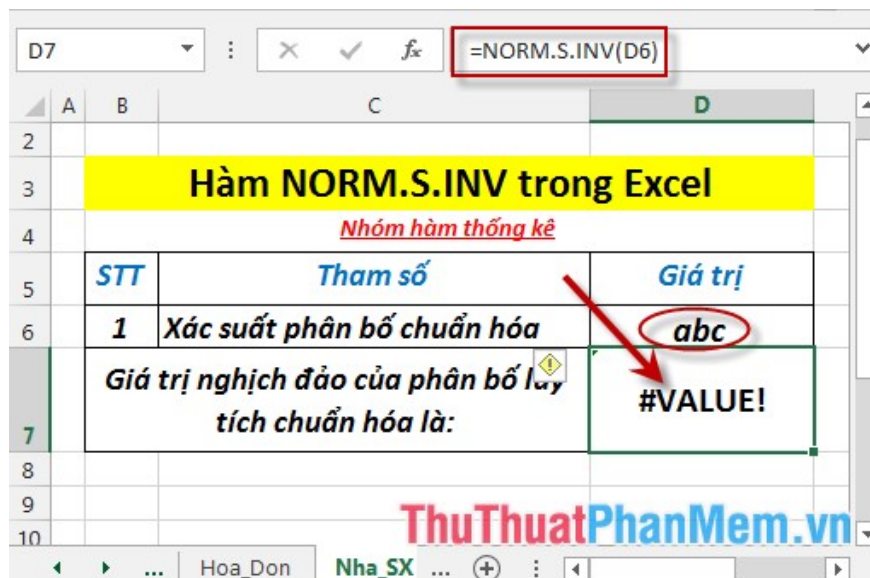 D7
fx
=NORM.S.INV(D6)
A B C D
2
3 Hàm NORM.S.INV trong Excel
4 Nhóm hàm thống kê
5 STT Tham số Giá trị
6 1 Xác suất phân bố chuẩn hóa abc
Giá trị nghịch đảo của phân bố lũy
#VALUE!
7 tích chuẩn hóa là:
8
9
10
ThuThuatPhanMem.vn
... Hoa_Don Nha_SX ...